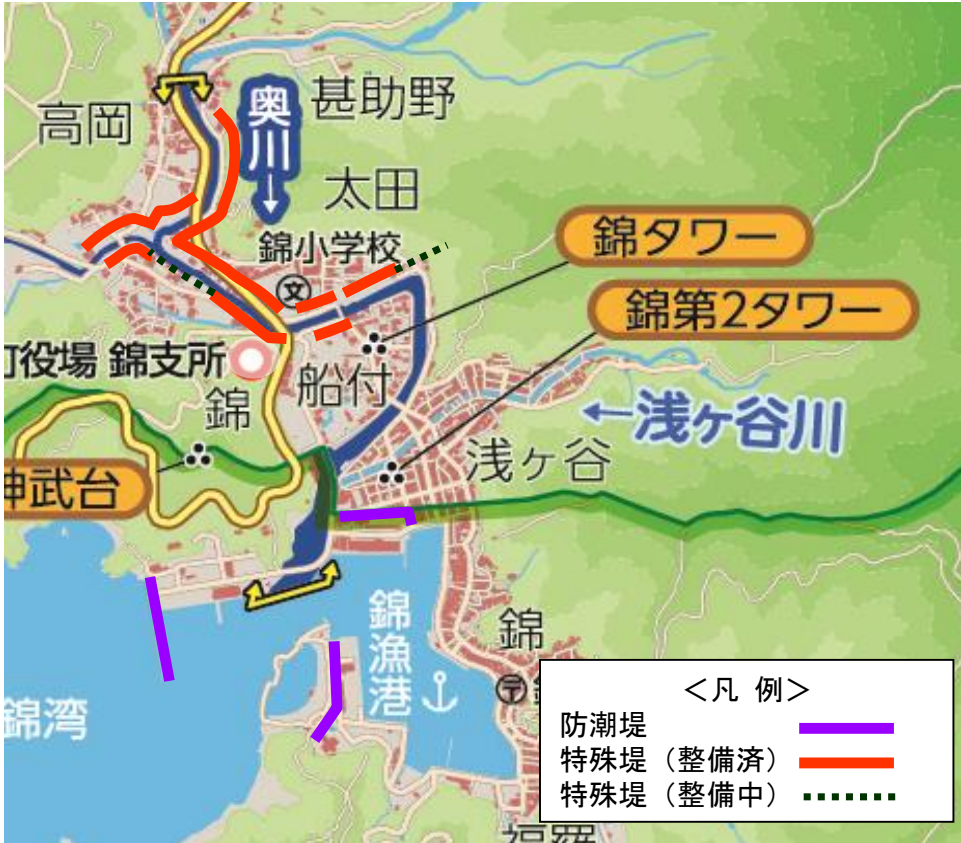 甚助野
高岡
奥川
太田
錦小学校
文
錦タワー
錦第2タワー
町役場 錦支所
船付
錦
←浅ヶ谷川
浅ヶ谷
神武台
錦漁港
錦
錦湾
〒
福羅
＜凡 例＞
防潮堤
特殊堤（整備済）
特殊堤（整備中）